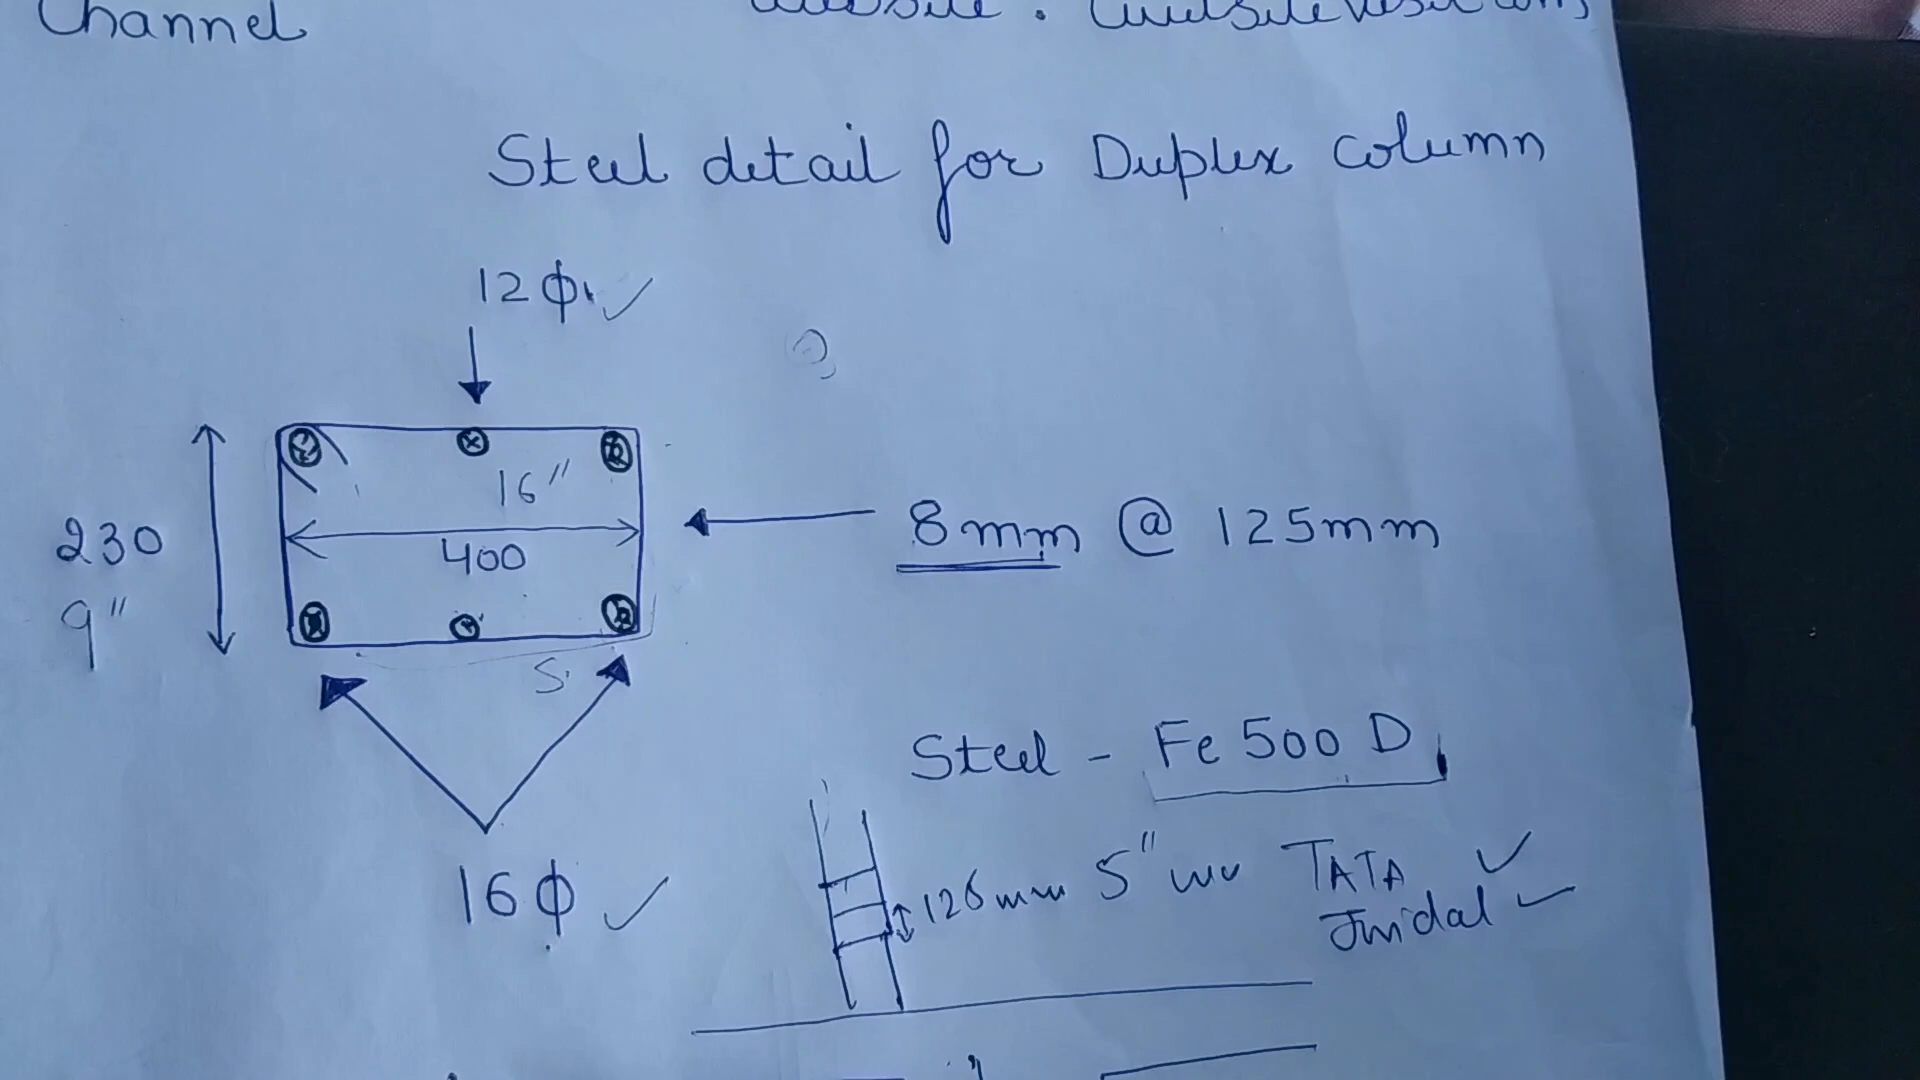 Channel
Steel detail for Duplex column
12ϕ ✓
16"
400
230
9"
8mm @ 125mm
S.
16ϕ ✓
Steel - Fe 500 D
125mm 5"
TATA ✓
Jindal ✓